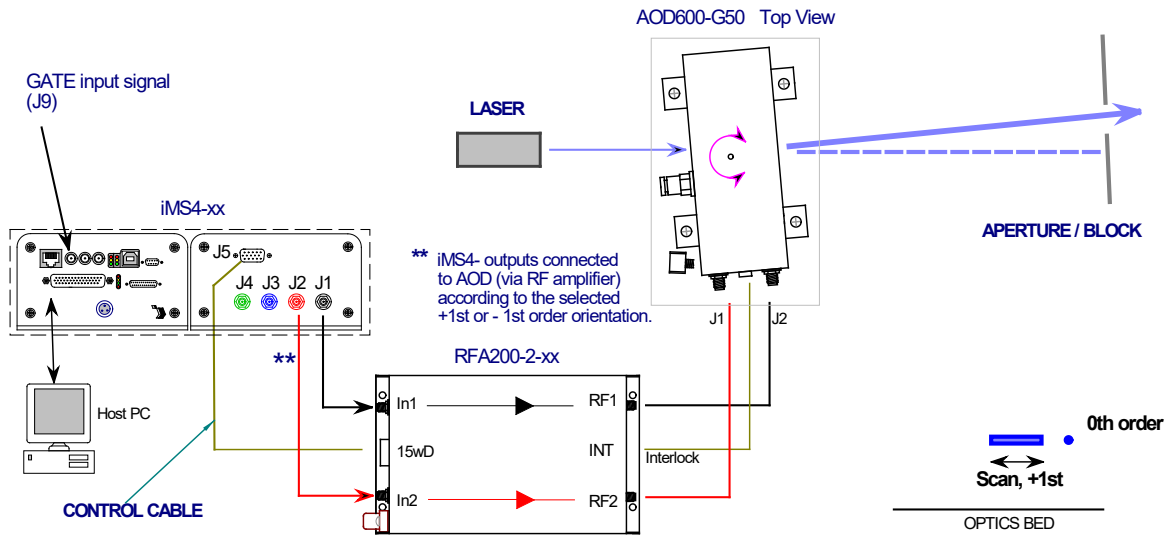 AOD600-G50 Top View
GATE input signal
(J9)
LASER
iMS4-xx
APERTURE / BLOCK
J5
J4 J3 J2 J1
** iMS4- outputs connected
to AOD (via RF amplifier)
according to the selected
+1st or - 1st order orientation.
J1 J2
**
RFA200-2-xx
Host PC
In1 RF1
15wD INT
Interlock
In2 RF2
CONTROL CABLE
0th order
Scan, +1st
OPTICS BED